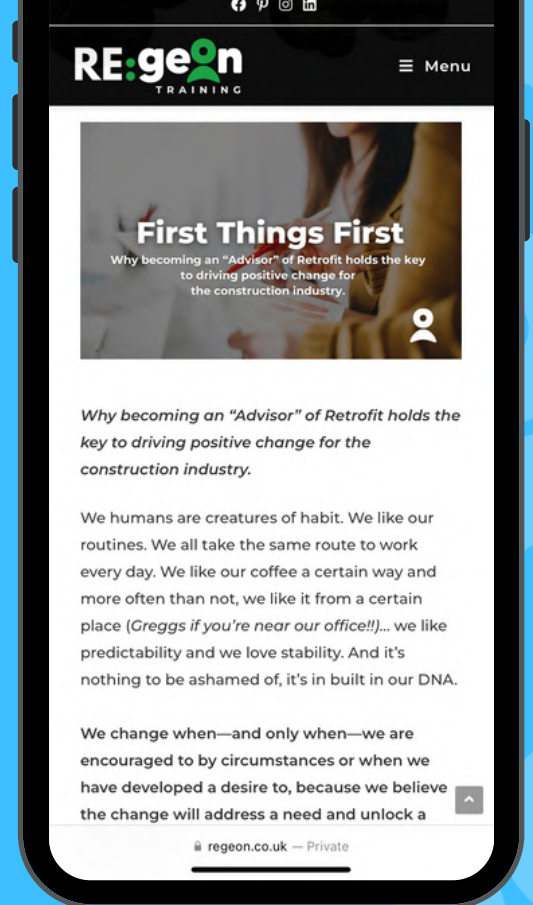 RE:geon
TRAINING
Menu
First Things First
Why becoming an “Advisor” of Retrofit holds the key
to driving positive change for
the construction industry.
Why becoming an “Advisor” of Retrofit holds the
key to driving positive change for the
construction industry.
We humans are creatures of habit. We like our
routines. We all take the same route to work
every day. We like our coffee a certain way and
more often than not, we like it from a certain
place (Greggs if you’re near our office!!)... we like
predictability and we love stability. And it’s
nothing to be ashamed of, it’s in built in our DNA.
We change when—and only when—we are
encouraged to by circumstances or when we
have developed a desire to, because we believe
the change will address a need and unlock a
regeon.co.uk — Private